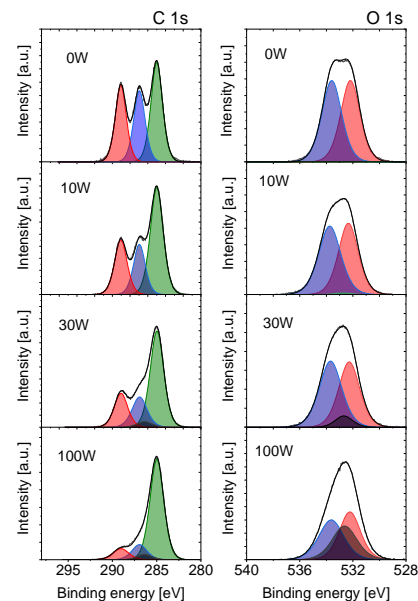 C 1s
O 1s
Intensity [a.u.]
0W
Intensity [a.u.]
0W
Intensity [a.u.]
10W
Intensity [a.u.]
10W
Intensity [a.u.]
30W
Intensity [a.u.]
30W
Intensity [a.u.]
100W
Intensity [a.u.]
100W
295 290 285 280
540 536 532 528
Binding energy [eV]
Binding energy [eV]